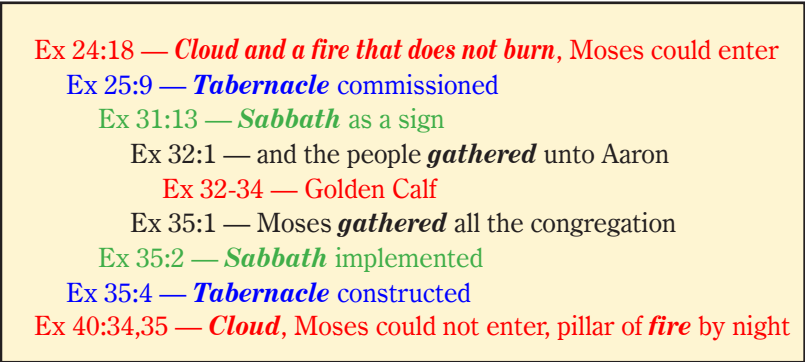 Ex 24:18 — Cloud and a fire that does not burn, Moses could enter
Ex 25:9 — Tabernacle commissioned
Ex 31:13 — Sabbath as a sign
Ex 32:1 — and the people gathered unto Aaron
Ex 32-34 — Golden Calf
Ex 35:1 — Moses gathered all the congregation
Ex 35:2 — Sabbath implemented
Ex 35:4 — Tabernacle constructed
Ex 40:34,35 — Cloud, Moses could not enter, pillar of fire by night